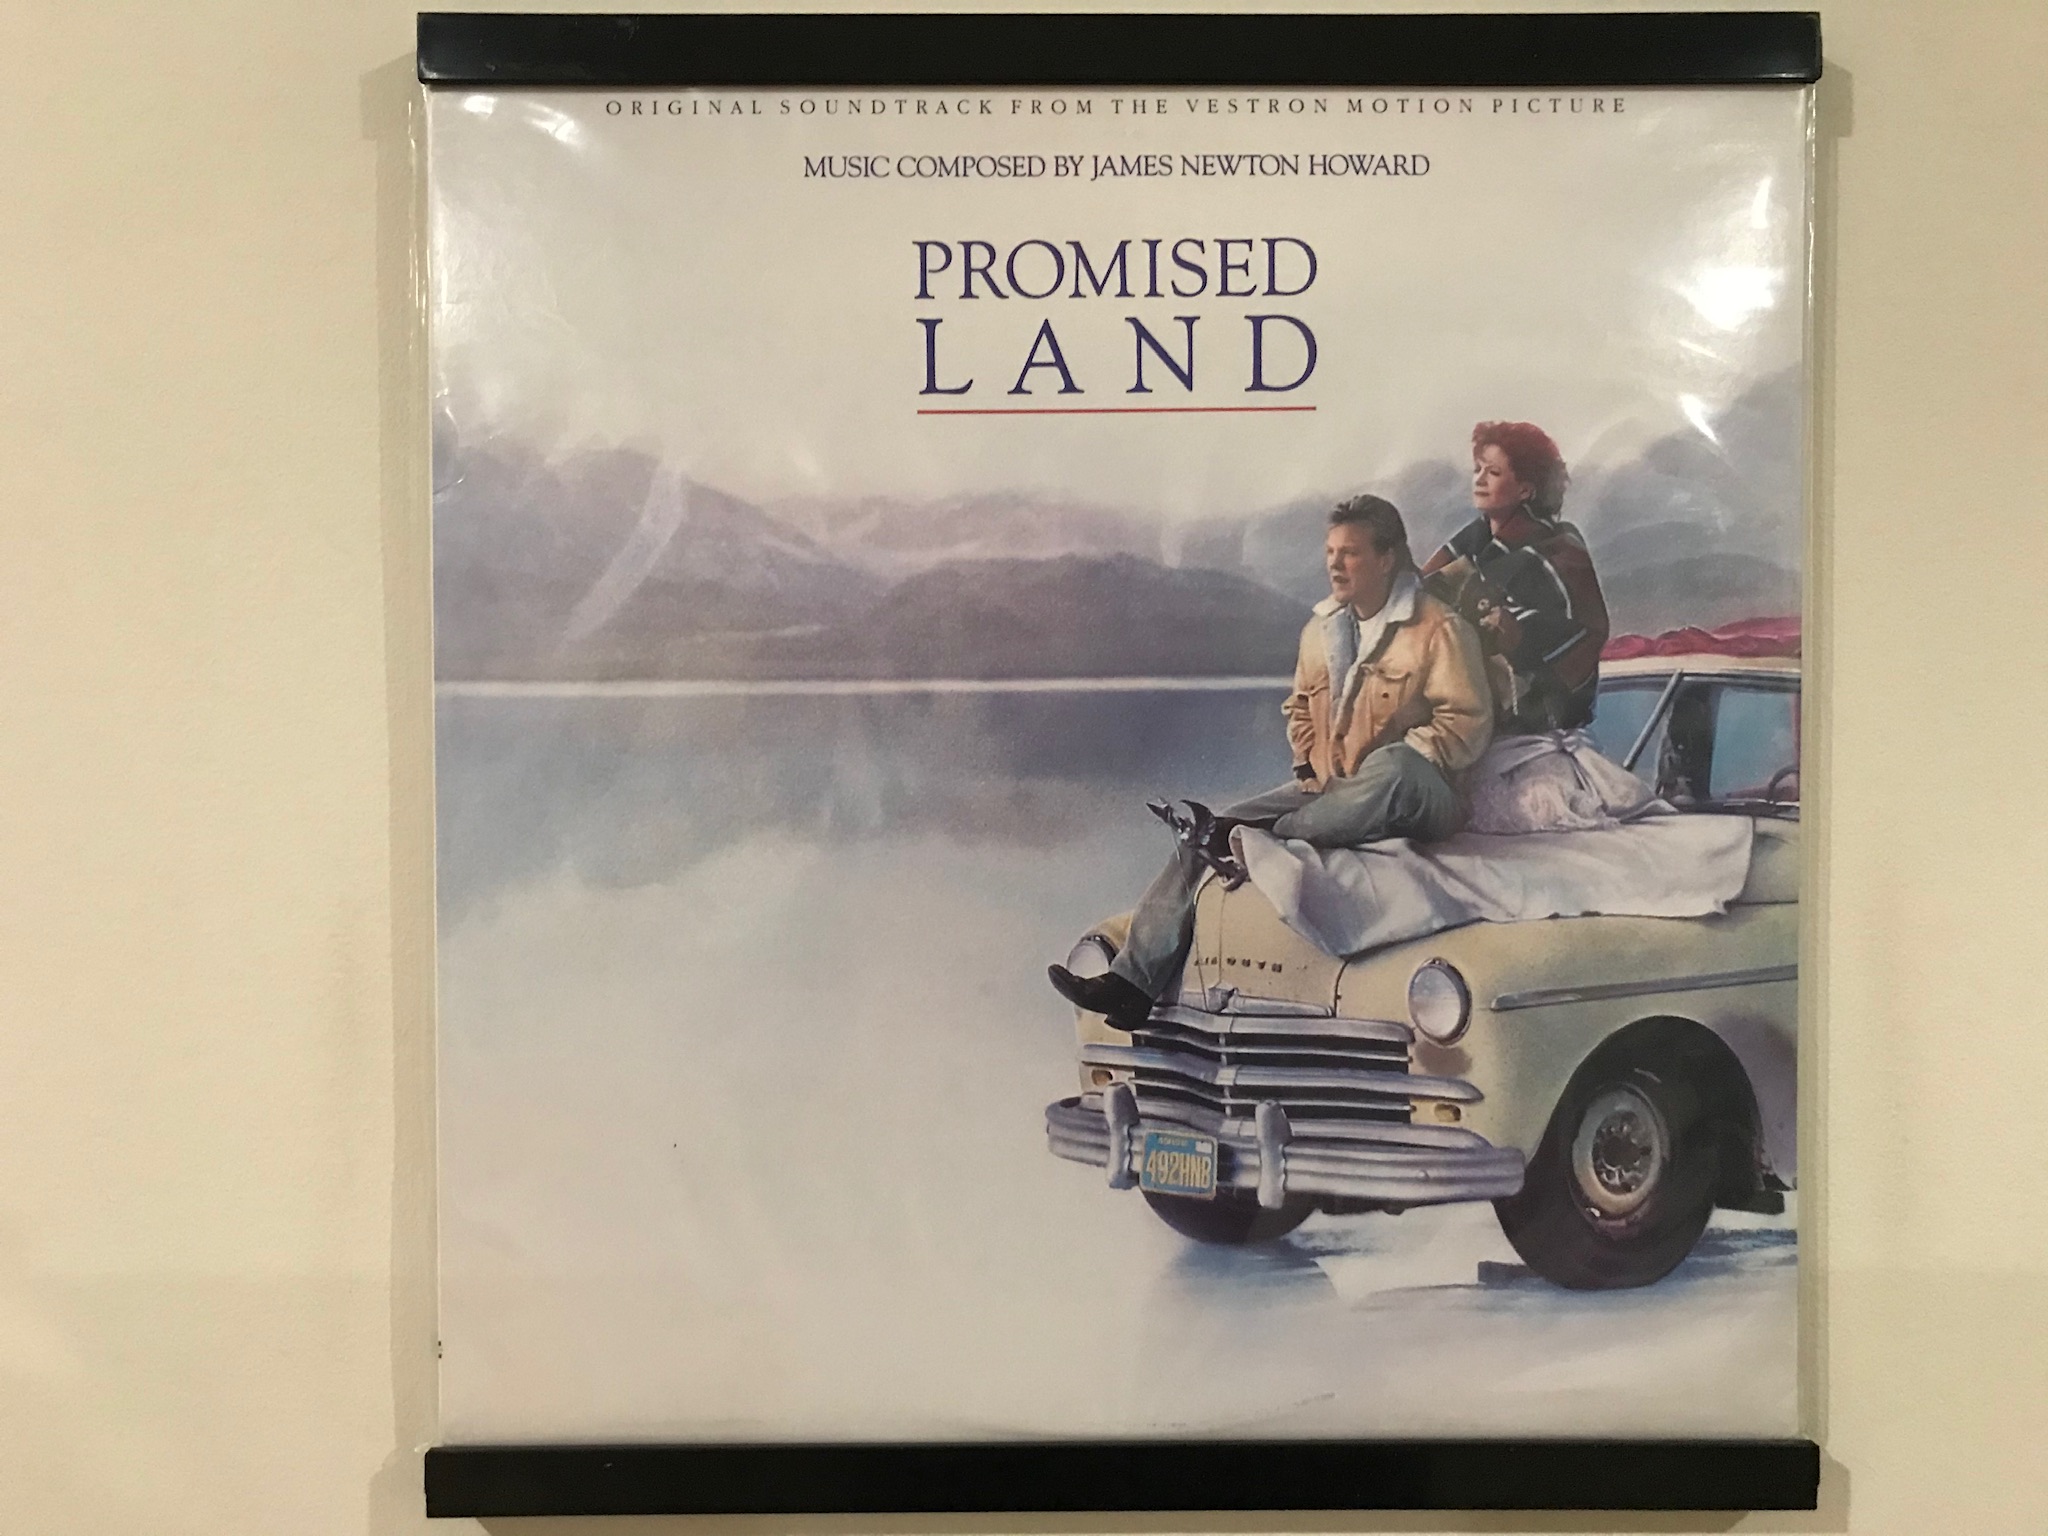 ORIGINAL SOUNDTRACK FROM THE VESTRON MOTION PICTURE
MUSIC COMPOSED BY JAMES NEWTON HOWARD
PROMISED
LAND
492HNB